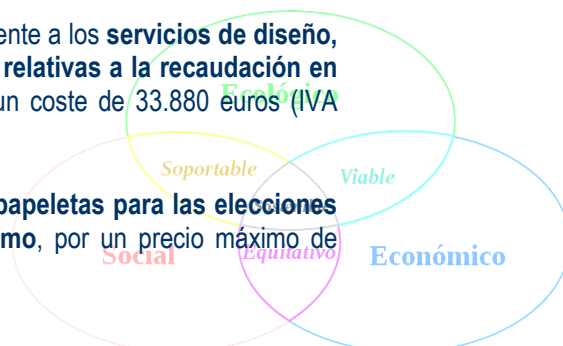 ente a los servicios de diseño,
relativas a la recaudación en
Ecológico
un coste de 33.880 euros (IVA
Soportable
Viable
papeletas para las elecciones
mo, por un precio máximo de
Social
Equitativo
Económico